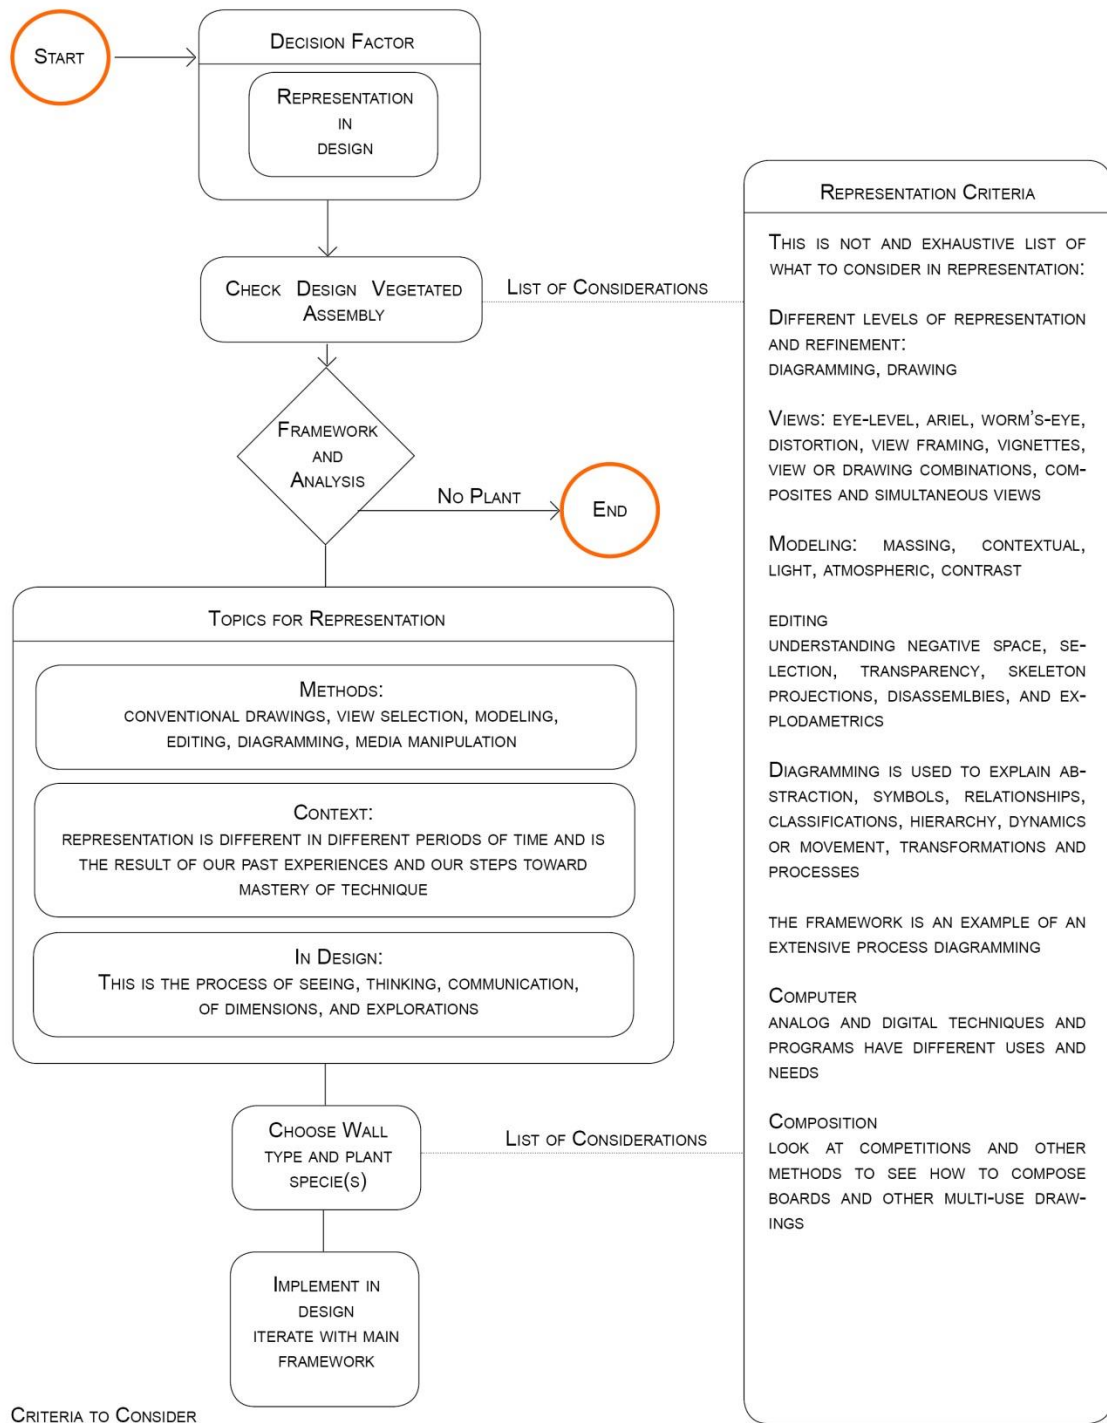 Start
Decision Factor
Representation
in
design
Check Design Vegetated
Assembly
List of Considerations
Framework
and
Analysis
No Plant
End
Topics for Representation
Methods:
conventional drawings, view selection, modeling,
editing, diagramming, media manipulation
Context:
representation is different in different periods of time and is
the result of our past experiences and our steps toward
mastery of technique
In Design:
This is the process of seeing, thinking, communication,
of dimensions, and explorations
Choose Wall
type and plant
specie(s)
List of Considerations
Implement in
design
iterate with main
framework
Representation Criteria
This is not and exhaustive list of
what to consider in representation:
Different levels of representation
and refinement:
diagramming, drawing
Views: eye-level, ariel, worm's-eye,
distortion, view framing, vignettes,
view or drawing combinations, com-
posites and simultaneous views
Modeling: massing, contextual,
light, atmospheric, contrast
editing
understanding negative space, se-
lection, transparency, skeleton
projections, disassemlbies, and ex-
plodametrics
Diagramming is used to explain ab-
straction, symbols, relationships,
classifications, hierarchy, dynamics
or movement, transformations and
processes
the framework is an example of an
extensive process diagramming
Computer
analog and digital techniques and
programs have different uses and
needs
Composition
look at competitions and other
methods to see how to compose
boards and other multi-use draw-
ings
Criteria to Consider